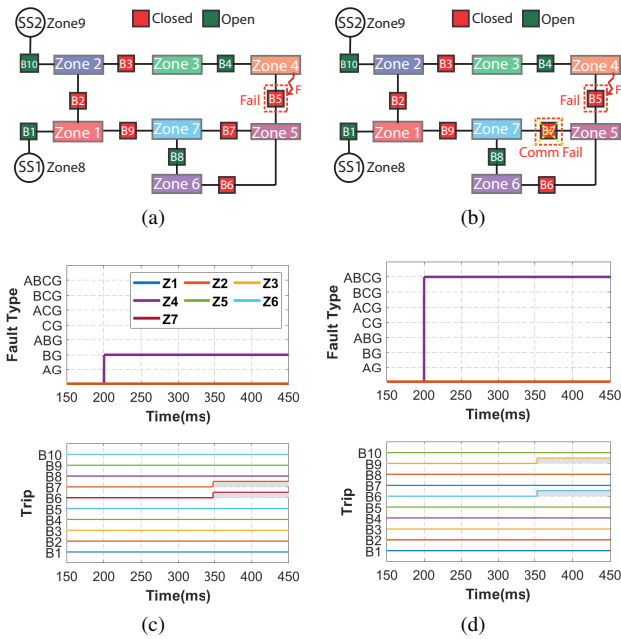 SS2 Zone9
Closed
Open
B10
Zone 2
B3
Zone 3
B4
Zone 4
F
Fail
B5
B2
B1
Zone 1
B9
Zone 7
B7
Zone 5
B8
SS1 Zone8
Zone 6
B6
(a)
SS2 Zone9
Closed
Open
B10
Zone 2
B3
Zone 3
B4
Zone 4
F
Fail
B5
B2
B1
Zone 1
B9
Zone 7
B7
Zone 5
Comm Fail
B8
SS1 Zone8
Zone 6
B6
(b)
Fault Type
ABCG
BCG
ACG
CG
ABG
BG
AG
Z1 Z2 Z3
Z4 Z5 Z6
Z7
150 200 250 300 350 400 450
Time(ms)
Fault Type
ABCG
BCG
ACG
CG
ABG
BG
AG
150 200 250 300 350 400 450
Time(ms)
Trip
B10
B9
B8
B7
B6
B5
B4
B3
B2
B1
150 200 250 300 350 400 450
Time(ms)
(c)
Trip
B10
B9
B8
B7
B6
B5
B4
B3
B2
B1
150 200 250 300 350 400 450
Time(ms)
(d)